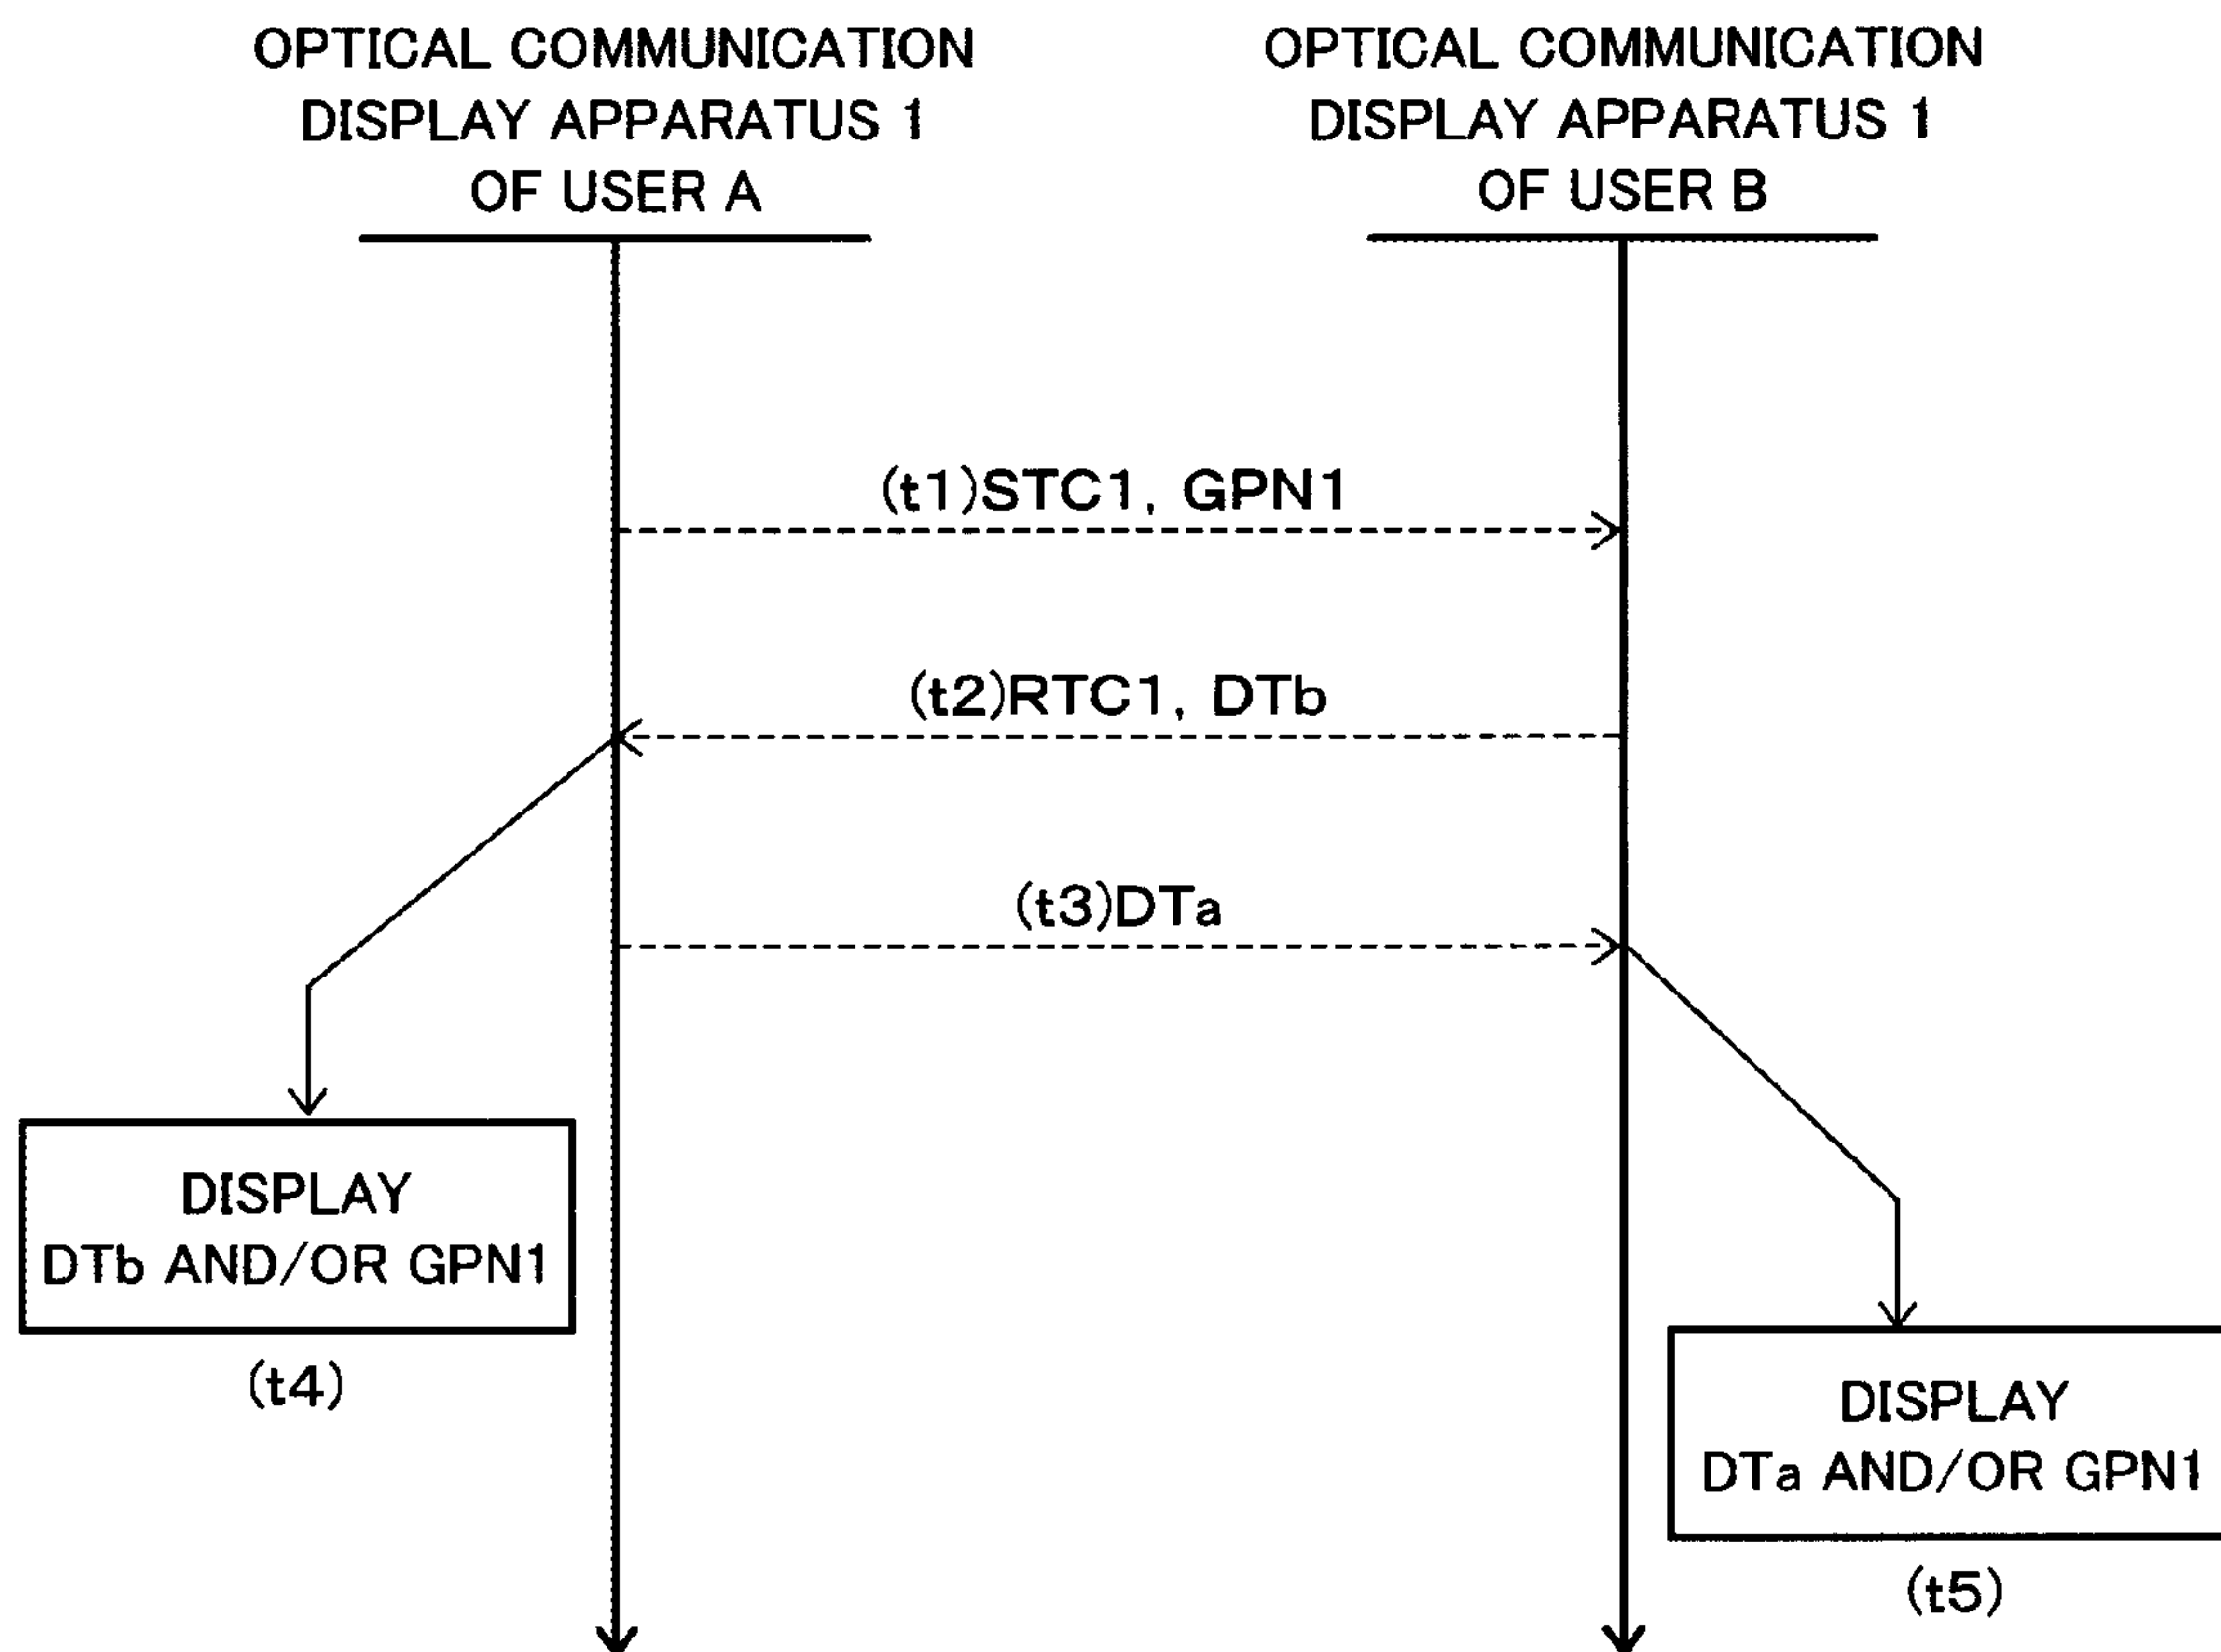 OPTICAL COMMUNICATION
DISPLAY APPARATUS 1
OF USER A
OPTICAL COMMUNICATION
DISPLAY APPARATUS 1
OF USER B
(t1)STC1, GPN1
(t2)RTC1, DTb
(t3)DTa
DISPLAY
DTb AND/OR GPN1
(t4)
DISPLAY
DTa AND/OR GPN1
(t5)